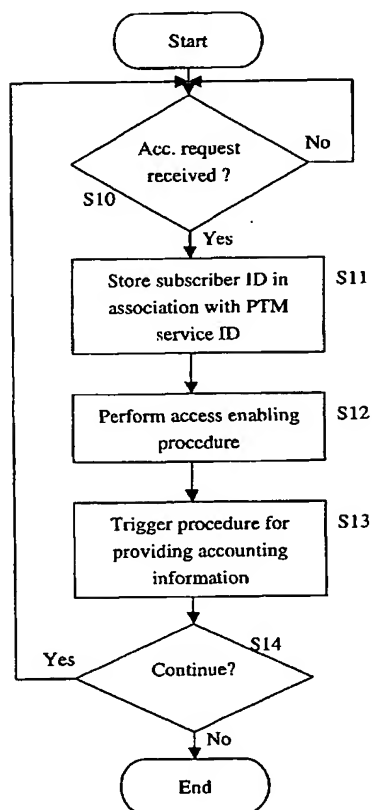 Start
Acc. request
received ?
No
S10
Yes
Store subscriber ID in
association with PTM
service ID
S11
Perform access enabling
procedure
S12
Trigger procedure for
providing accounting
information
S13
S14
Yes
Continue?
No
End